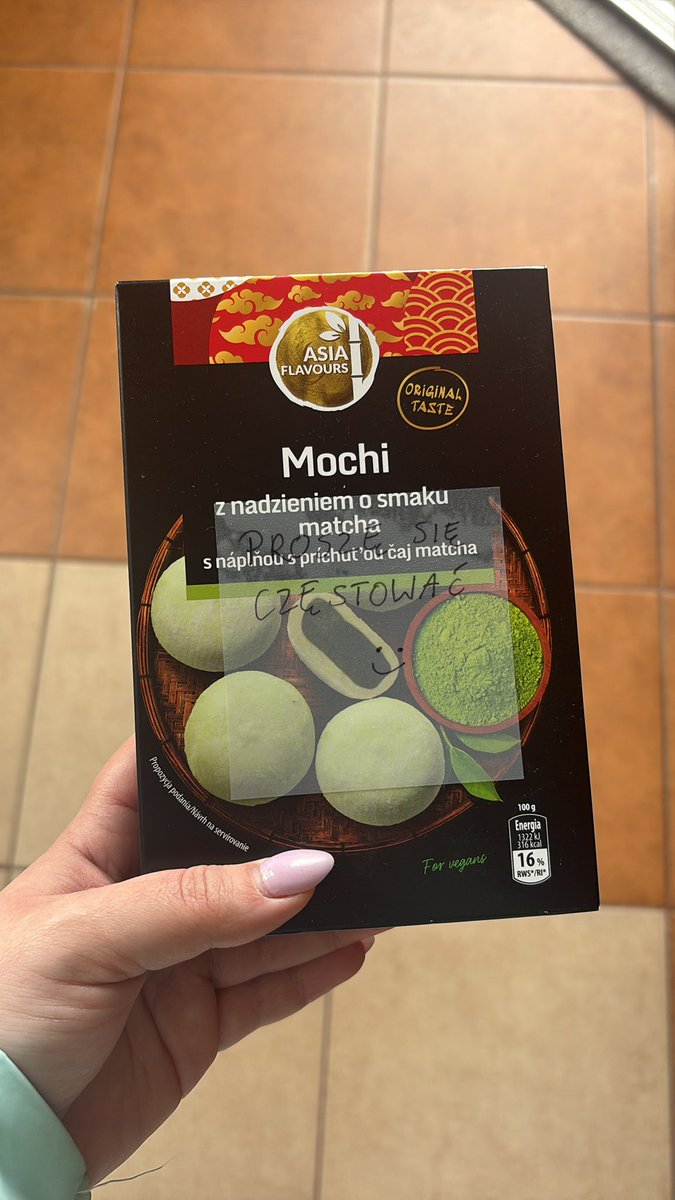 ASIA
FLAVOURS
ORIGINAL
TASTE
Mochi
z nadzieniem o smaku
matcha
s náplňou s príchuťou čaj matcha
PROSZĘ SIĘ
CZĘSTOWAĆ
:)
Propozycja podania/Návrh na servírovanie
For vegans
100 g
Energia
1322 kJ
316 kcal
16 %
RWS*/RI*